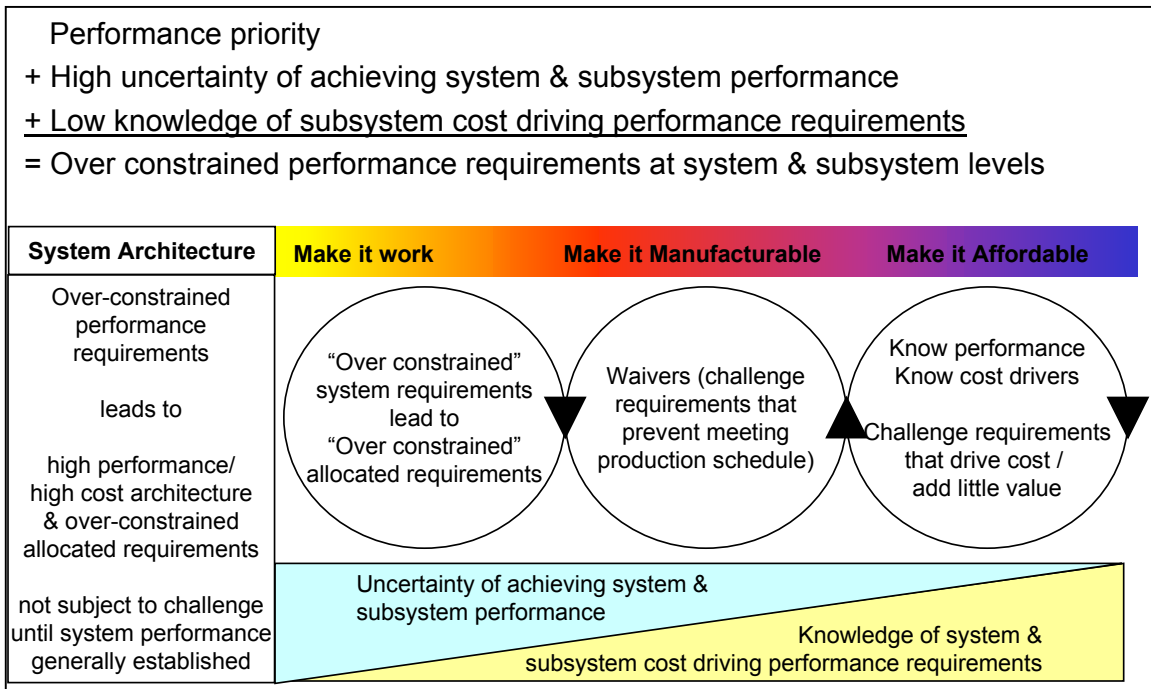 Performance priority
+ High uncertainty of achieving system & subsystem performance
+ Low knowledge of subsystem cost driving performance requirements
= Over constrained performance requirements at system & subsystem levels
System Architecture
Make it work
Make it Manufacturable
Make it Affordable
Over-constrained
performance
requirements
leads to
high performance/
high cost architecture
& over-constrained
allocated requirements
not subject to challenge
until system performance
generally established
“Over constrained”
system requirements
lead to
“Over constrained”
allocated requirements
Waivers (challenge
requirements that
prevent meeting
production schedule)
Know performance
Know cost drivers
Challenge requirements
that drive cost /
add little value
Uncertainty of achieving system &
subsystem performance
Knowledge of system &
subsystem cost driving performance requirements